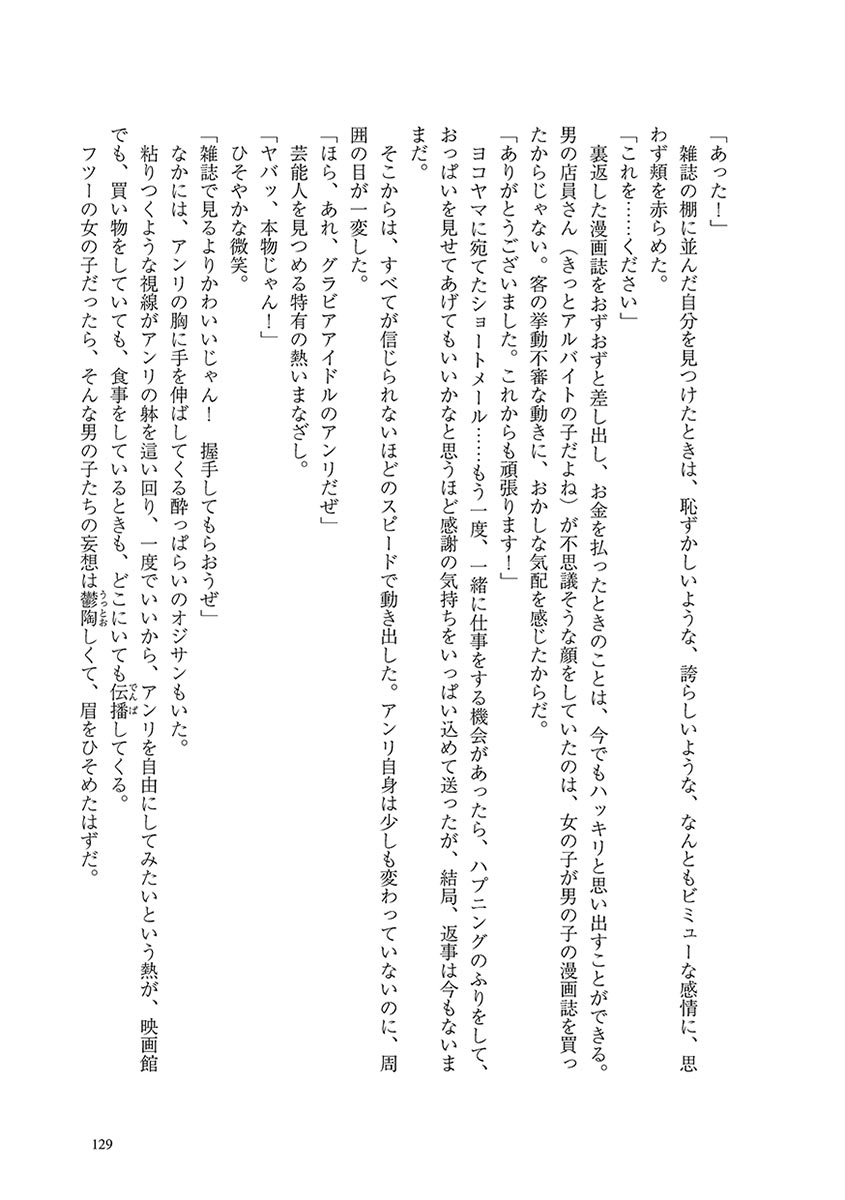 「あった！」
　雑誌の棚に並んだ自分を見つけたときは、恥ずかしいような、誇らしいような、なんともビミューな感情に、思
わず頬を赤らめた。
「これを……ください」
　裏返した漫画誌をおずおずと差し出し、お金を払ったときのことは、今でもハッキリと思い出すことができる。
男の店員さん（きっとアルバイトの子だよね）が不思議そうな顔をしていたのは、女の子が男の子の漫画誌を買っ
たからじゃない。客の挙動不審な動きに、おかしな気配を感じたからだ。
「ありがとうございました。これからも頑張ります！」
　ヨコヤマに宛てたショートメール……もう一度、一緒に仕事をする機会があったら、ハプニングのふりをして、
おっぱいを見せてあげてもいいかなと思うほど感謝の気持ちをいっぱい込めて送ったが、結局、返事は今もないま
まだ。
　そこからは、すべてが信じられないほどのスピードで動き出した。アンリ自身は少しも変わっていないのに、周
囲の目が一変した。
「ほら、あれ、グラビアアイドルのアンリだぜ」
　芸能人を見つめる特有の熱いまなざし。
「ヤバッ、本物じゃん！」
　ひそやかな微笑。
「雑誌で見るよりかわいいじゃん！　握手してもらおうぜ」
　なかには、アンリの胸に手を伸ばしてくる酔っぱらいのオジサンもいた。
　粘りつくような視線がアンリの躰を這い回り、一度でいいから、アンリを自由にしてみたいという熱が、映画館
でも、買い物をしていても、食事をしているときも、どこにいても伝播してくる。
でんぱ
　フツーの女の子だったら、そんな男の子たちの妄想は鬱陶しくて、眉をひそめたはずだ。
うっとお
129